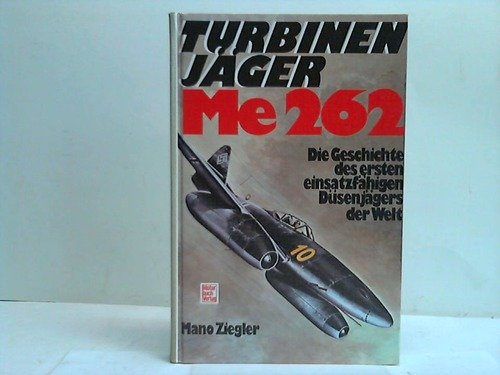 TURBINEN
JÄGER
Me 262
Die Geschichte
des ersten
einsatzfähigen
Düsenjägers
der Welt
10
Motor
buch
Verlag
Mano Ziegler